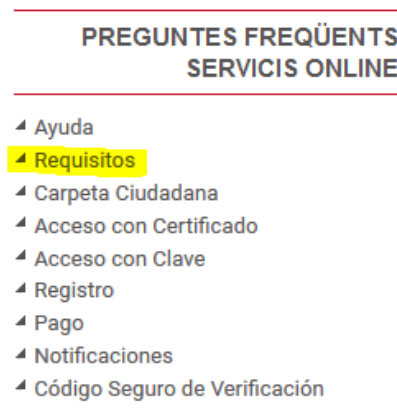 PREGUNTES FREQÜENTS
SERVICIS ONLINE
Ayuda
Requisitos
Carpeta Ciudadana
Acceso con Certificado
Acceso con Clave
Registro
Pago
Notificaciones
Código Seguro de Verificación